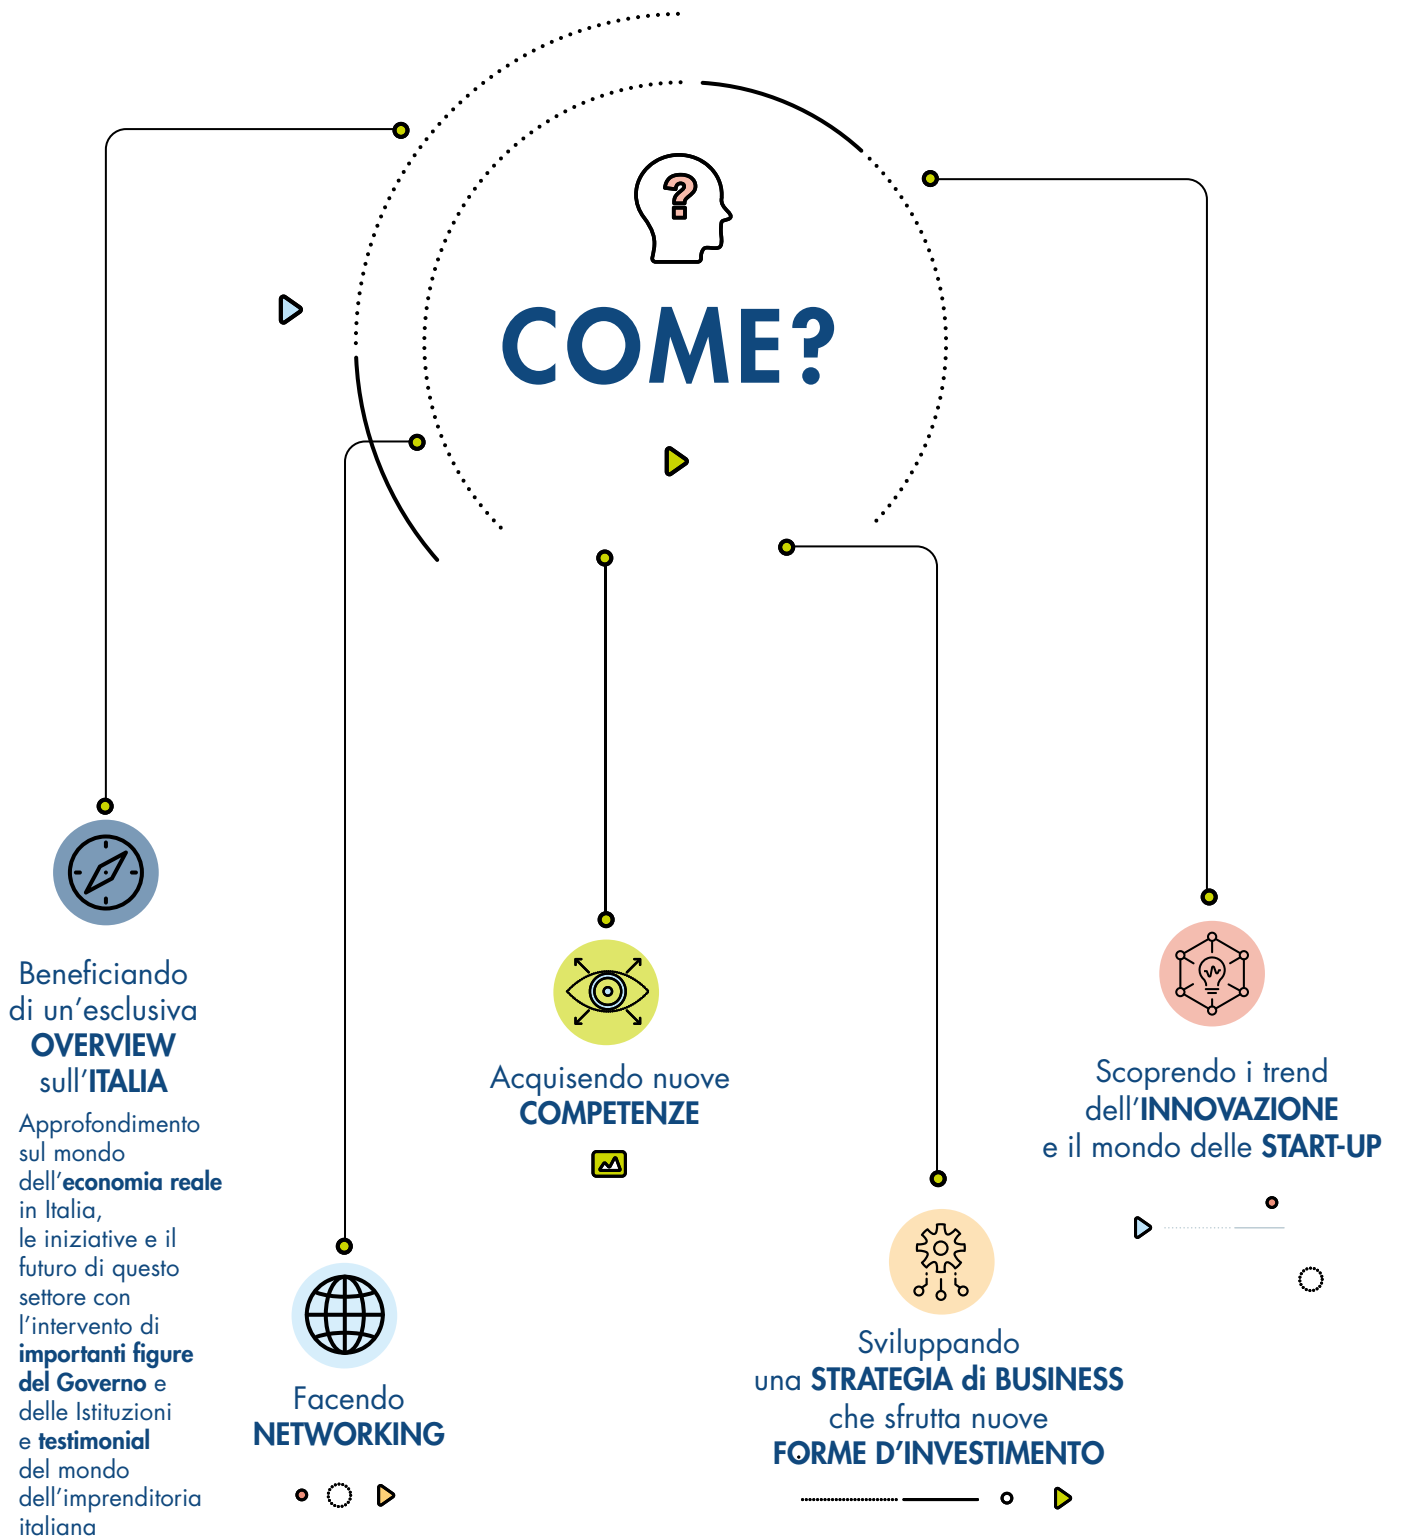 COME?
Beneficiando
di un'esclusiva
OVERVIEW
sull'ITALIA
Approfondimento
sul mondo
dell'economia reale
in Italia,
le iniziative e il
futuro di questo
settore con
l'intervento di
importanti figure
del Governo e
delle Istituzioni
e testimonial
del mondo
dell'imprenditoria
italiana
Facendo
NETWORKING
Acquisendo nuove
COMPETENZE
Sviluppando
una STRATEGIA di BUSINESS
che sfrutta nuove
FORME D'INVESTIMENTO
Scoprendo i trend
dell'INNOVAZIONE
e il mondo delle START-UP